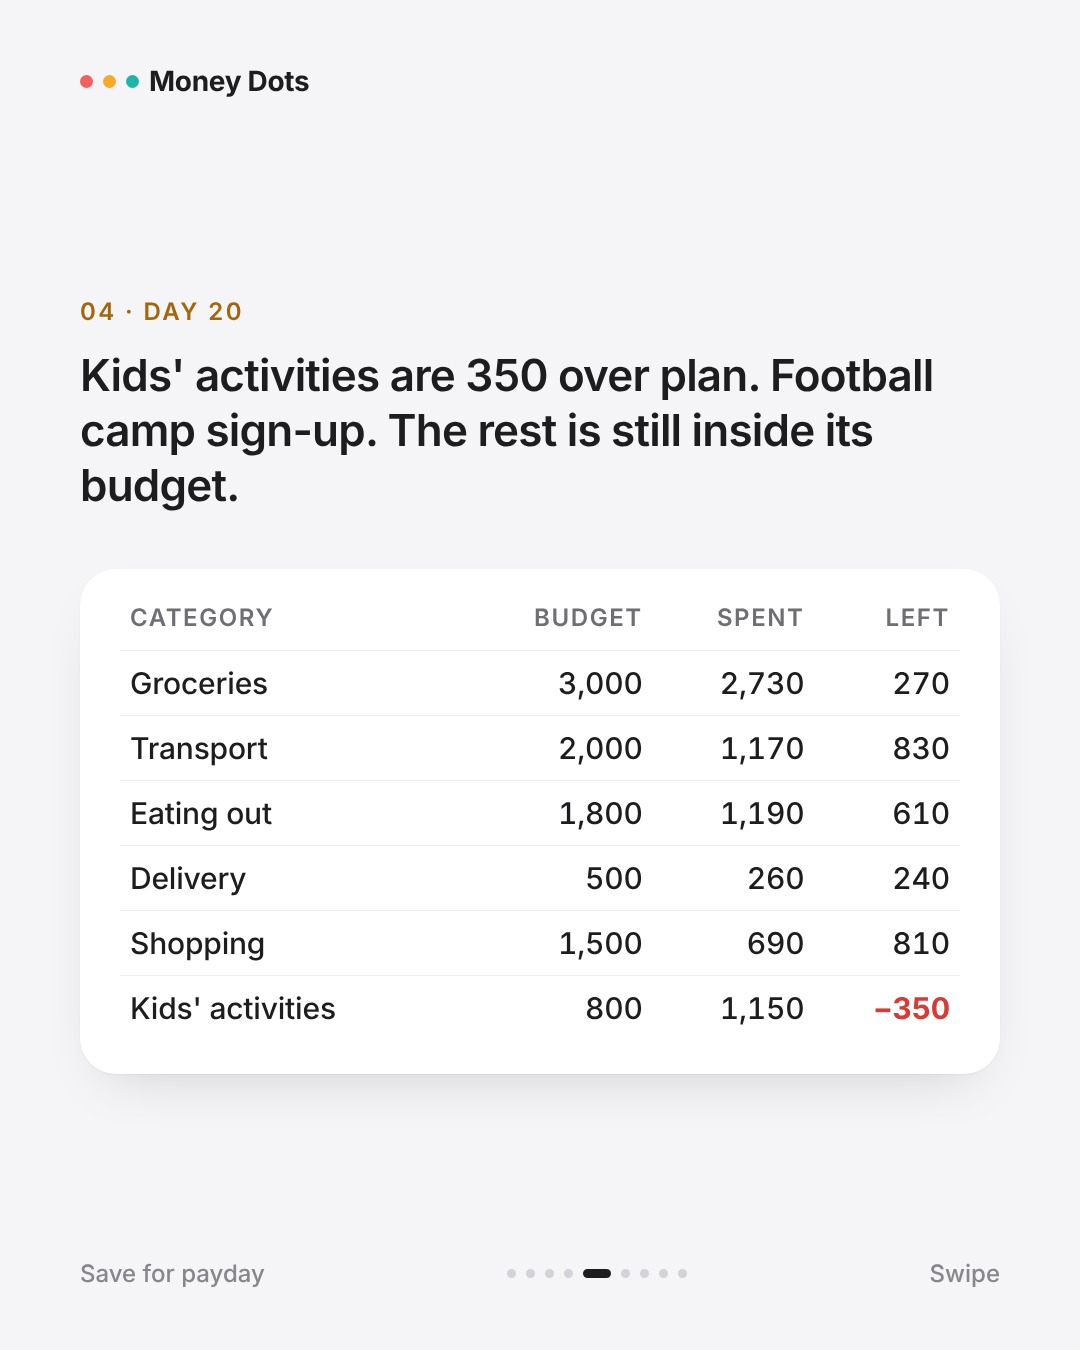 Money Dots
04 · DAY 20
Kids' activities are 350 over plan. Football
camp sign-up. The rest is still inside its
budget.
CATEGORY BUDGET SPENT LEFT
Groceries 3,000 2,730 270
Transport 2,000 1,170 830
Eating out 1,800 1,190 610
Delivery 500 260 240
Shopping 1,500 690 810
Kids' activities 800 1,150 −350
Save for payday Swipe